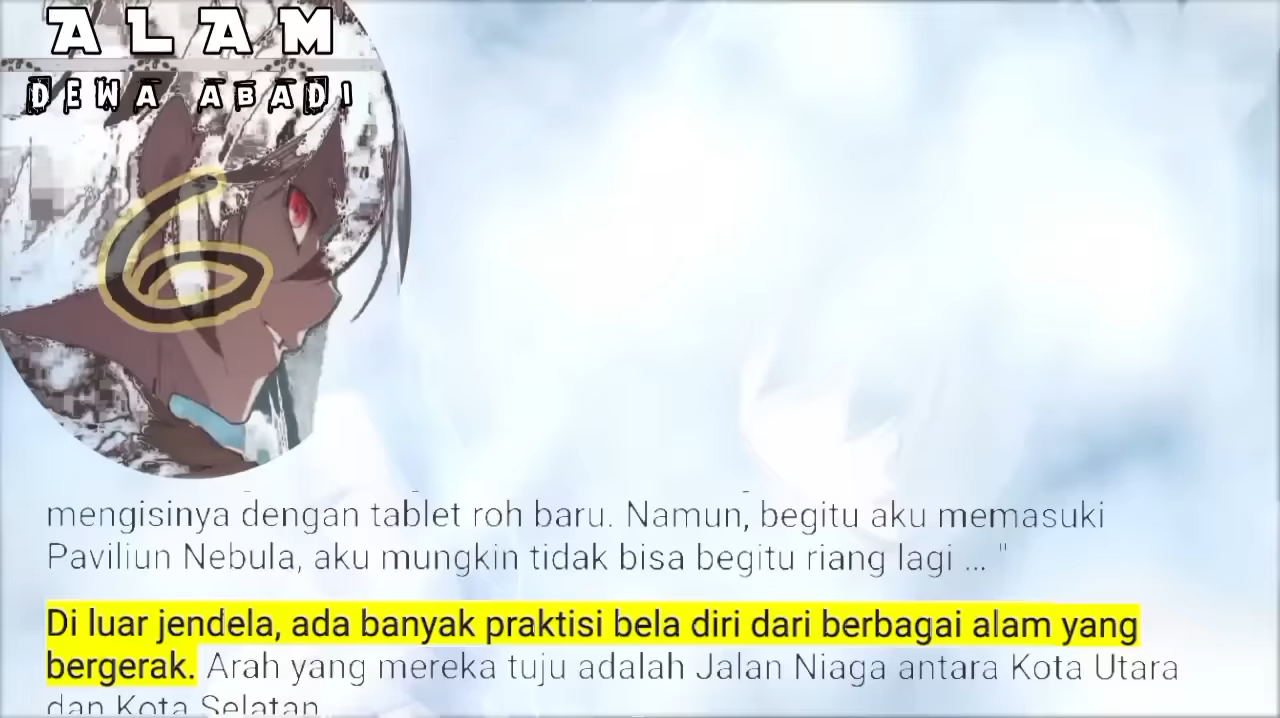 ALAM
DEWA ABADI
6
mengisinya dengan tablet roh baru. Namun, begitu aku memasuki
Paviliun Nebula, aku mungkin tidak bisa begitu riang lagi ..."
Di luar jendela, ada banyak praktisi bela diri dari berbagai alam yang
bergerak. Arah yang mereka tuju adalah Jalan Niaga antara Kota Utara
dan Kota Selatan.